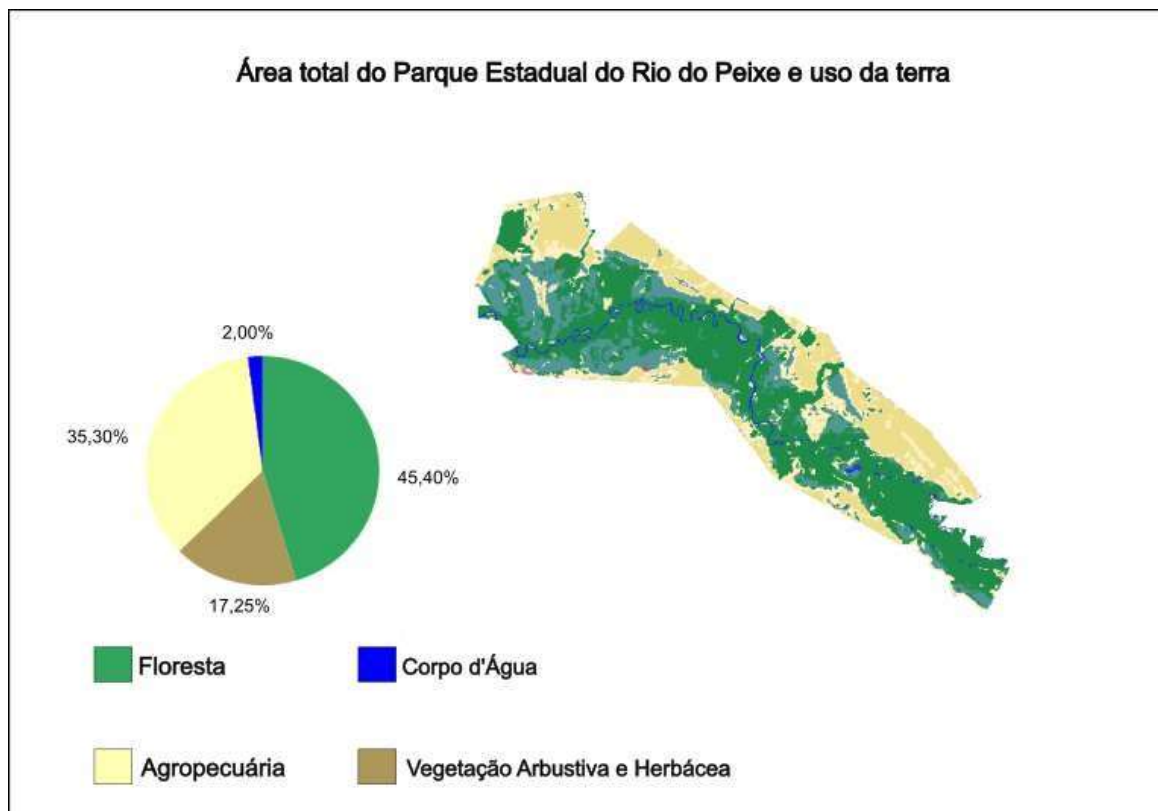 Área total do Parque Estadual do Rio do Peixe e uso da terra
2,00%
35,30%
45,40%
17,25%
Floresta
Corpo d'Água
Agropecuária
Vegetação Arbustiva e Herbácea